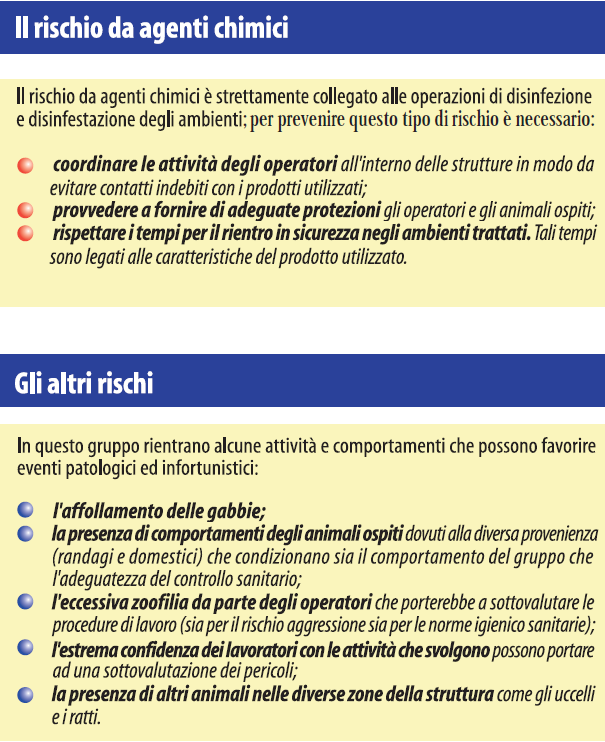 Il rischio da agenti chimici
Il rischio da agenti chimici è strettamente collegato alle operazioni di disinfezione
e disinfestazione degli ambienti; per prevenire questo tipo di rischio è necessario:
coordinare le attività degli operatori all'interno delle strutture in modo da
evitare contatti indebiti con i prodotti utilizzati;
provvedere a fornire di adeguate protezioni gli operatori e gli animali ospiti;
rispettare i tempi per il rientro in sicurezza negli ambienti trattati. Tali tempi
sono legati alle caratteristiche del prodotto utilizzato.
Gli altri rischi
In questo gruppo rientrano alcune attività e comportamenti che possono favorire
eventi patologici ed infortunistici:
l'affollamento delle gabbie;
la presenza di comportamenti degli animali ospiti dovuti alla diversa provenienza
(randagi e domestici) che condizionano sia il comportamento del gruppo che
l'adeguatezza del controllo sanitario;
l'eccessiva zoofilia da parte degli operatori che porterebbe a sottovalutare le
procedure di lavoro (sia per il rischio aggressione sia per le norme igienico sanitarie);
l'estrema confidenza dei lavoratori con le attività che svolgono possono portare
ad una sottovalutazione dei pericoli;
la presenza di altri animali nelle diverse zone della struttura come gli uccelli
e i ratti.